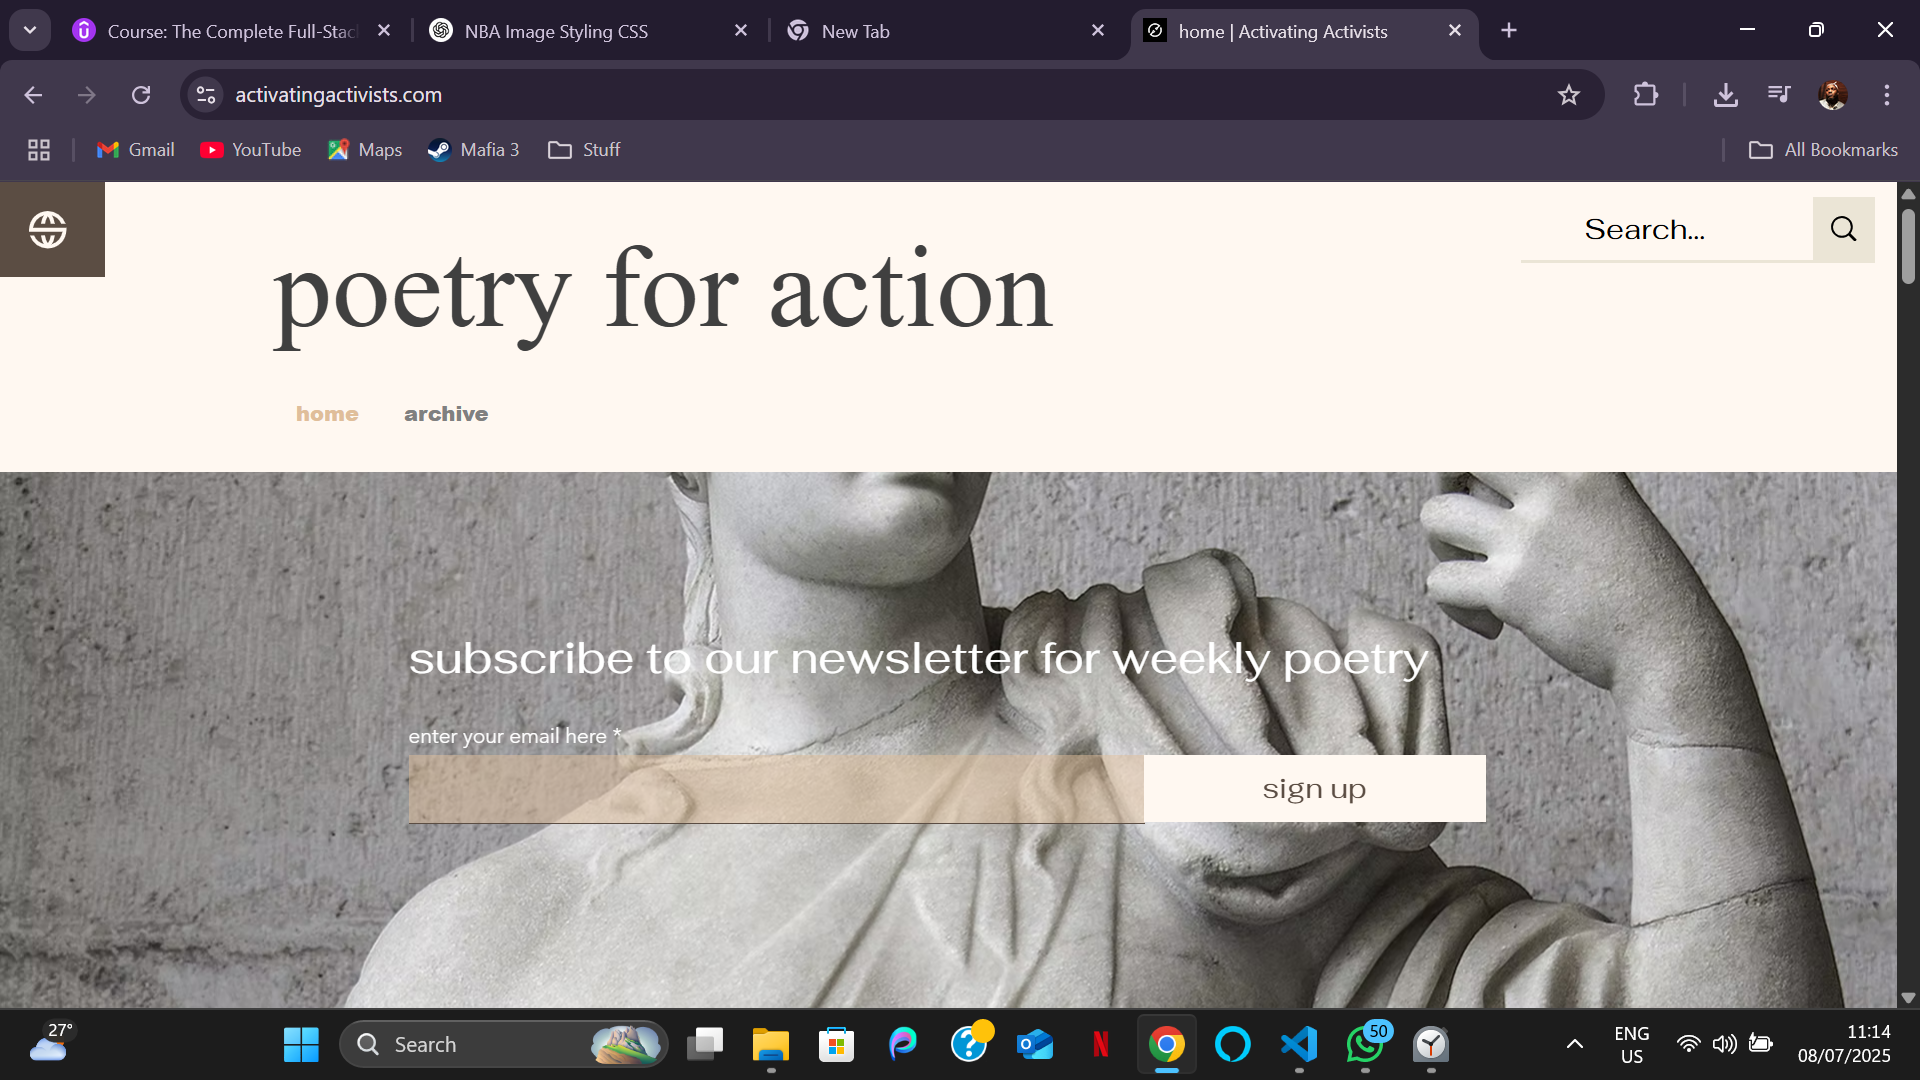 Course: The Complete Full-Stac
NBA Image Styling CSS
New Tab
home | Activating Activists
activatingactivists.com
Gmail
YouTube
Maps
Mafia 3
Stuff
All Bookmarks
Search...
poetry for action
home
archive
subscribe to our newsletter for weekly poetry
enter your email here *
sign up
27°
Search
50
ENG
US
11:14
08/07/2025